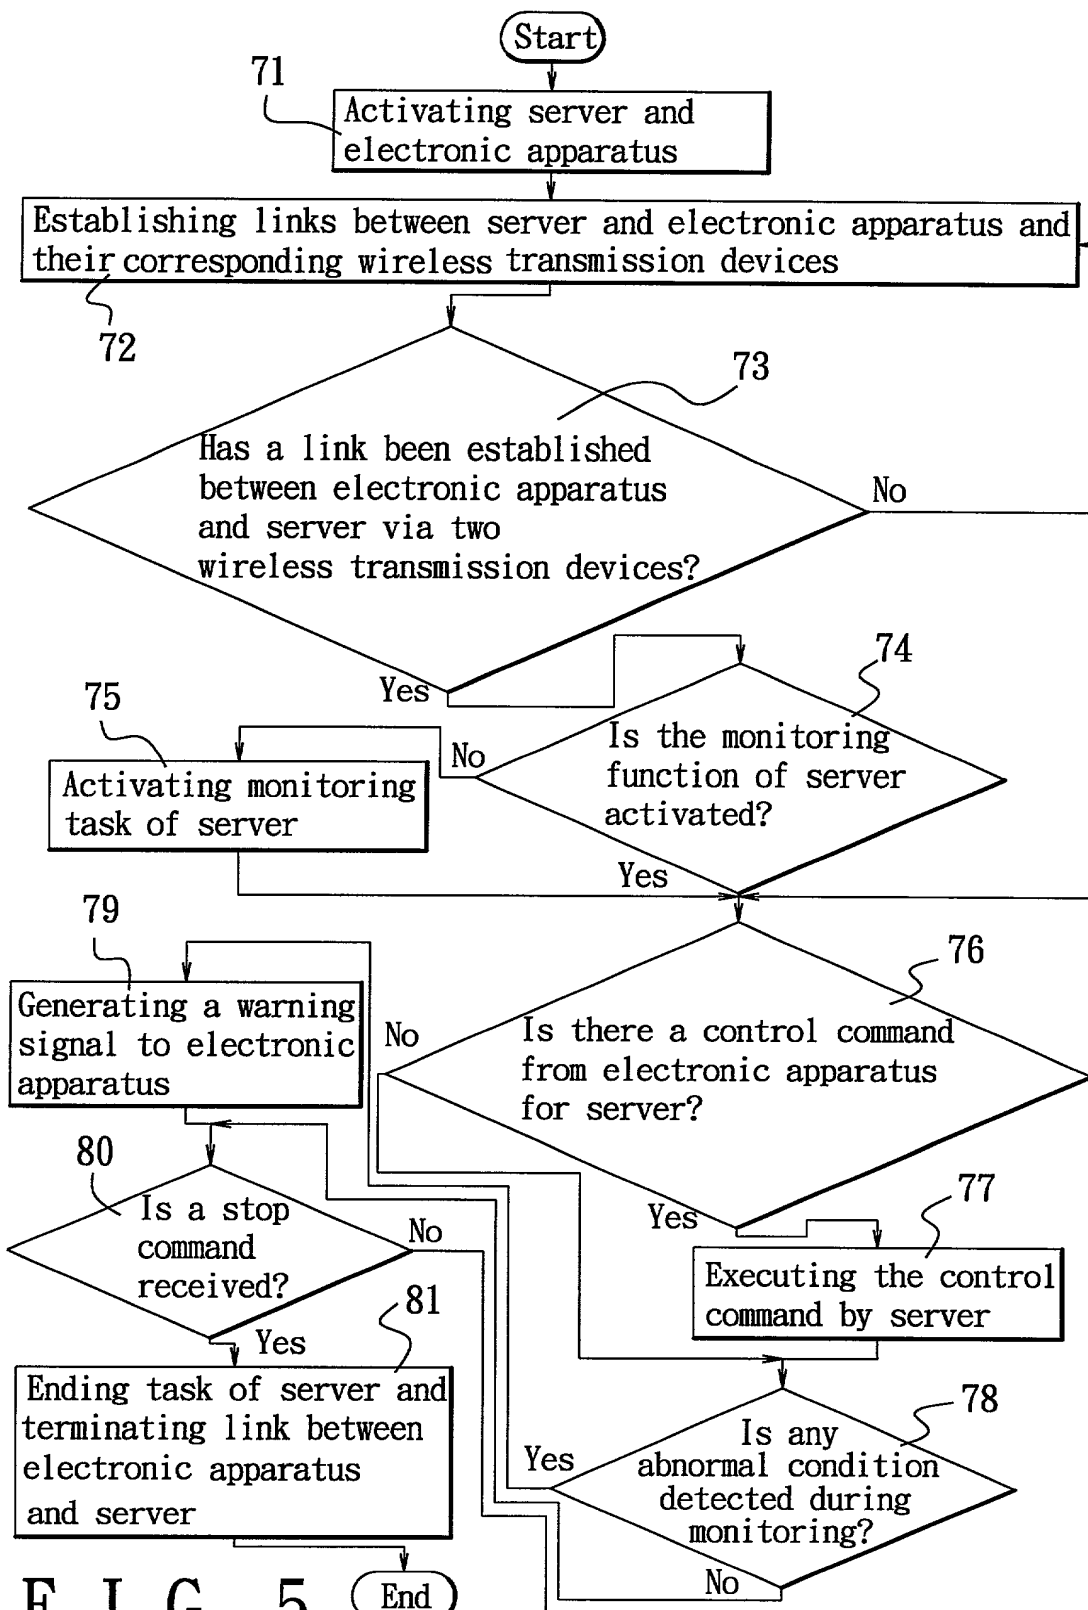 Start
71
Activating server and
electronic apparatus
Establishing links between server and electronic apparatus and
their corresponding wireless transmission devices
72
73
Has a link been established
between electronic apparatus
and server via two
wireless transmission devices?
No
Yes
74
75
Is the monitoring
function of server
activated?
No
Activating monitoring
task of server
Yes
79
76
Generating a warning
signal to electronic
apparatus
No
Is there a control command
from electronic apparatus
for server?
80
Yes
77
Is a stop
command
received?
No
Executing the control
command by server
81
Yes
Ending task of server and
terminating link between
electronic apparatus
and server
78
Yes
Is any
abnormal condition
detected during
monitoring?
No
End
FIG. 5